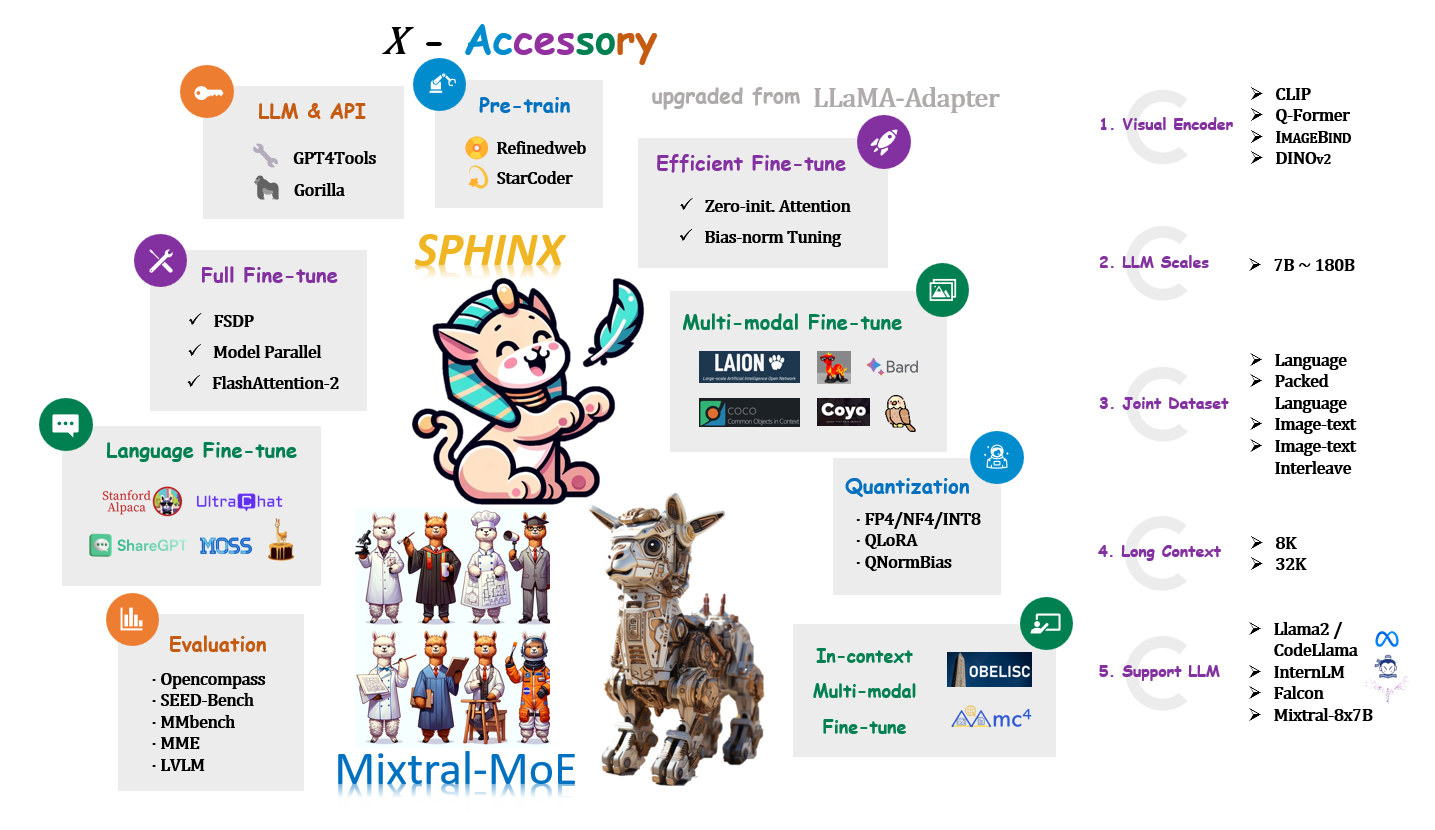 X - Accessory
upgraded from LLaMA-Adapter
LLM & API
GPT4Tools
Gorilla
Pre-train
Refinedweb
StarCoder
Efficient Fine-tune
✓ Zero-init. Attention
✓ Bias-norm Tuning
SPHINX
Full Fine-tune
✓ FSDP
✓ Model Parallel
✓ FlashAttention-2
Multi-modal Fine-tune
LAION
Large-scale Artificial Intelligence Open Network
Bard
COCO
Common Objects in Context
Coyo
Language Fine-tune
Stanford
Alpaca
UltraChat
ShareGPT
MOSS
Quantization
· FP4/NF4/INT8
· QLoRA
· QNormBias
Evaluation
· Opencompass
· SEED-Bench
· MMbench
· MME
· LVLM
Mixtral-MoE
In-context
Multi-modal
Fine-tune
OBELISC
mc4
1. Visual Encoder
➢ CLIP
➢ Q-Former
➢ IMAGEBIND
➢ DINOv2
2. LLM Scales
➢ 7B ~ 180B
3. Joint Dataset
➢ Language
➢ Packed
Language
➢ Image-text
➢ Image-text
Interleave
4. Long Context
➢ 8K
➢ 32K
5. Support LLM
➢ Llama2 /
CodeLlama
➢ InternLM
➢ Falcon
➢ Mixtral-8x7B